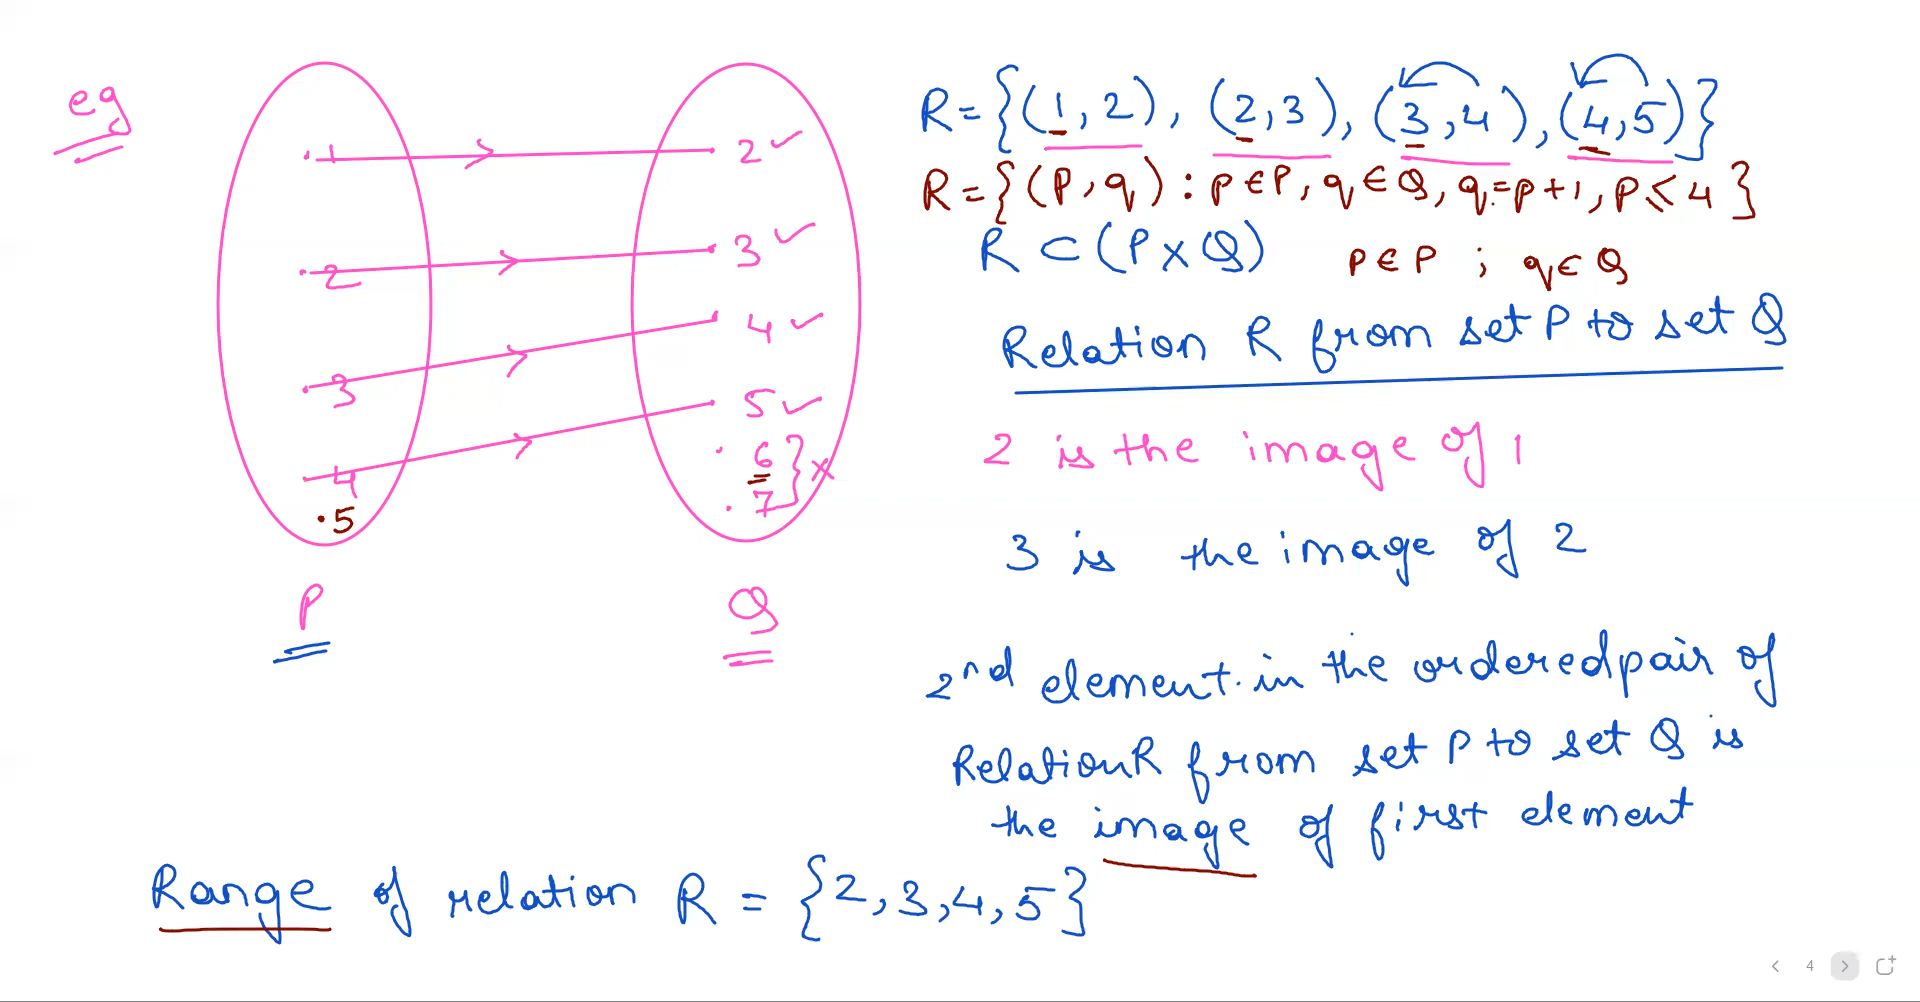 eg
1
2
3
4
.5
P
2 ✓
3 ✓
4 ✓
5 ✓
. 6 } ×
. 7
Q
R = {(1, 2), (2, 3), (3, 4), (4, 5)}
R = {(p, q) : p ∈ P, q ∈ Q, q = p + 1, p ≤ 4}
R ⊂ (P × Q) p ∈ P ; q ∈ Q
Relation R from set P to set Q
2 is the image of 1
3 is the image of 2
2nd element in the ordered pair of
Relation R from set P to set Q is
the image of first element
Range of relation R = {2, 3, 4, 5}
4